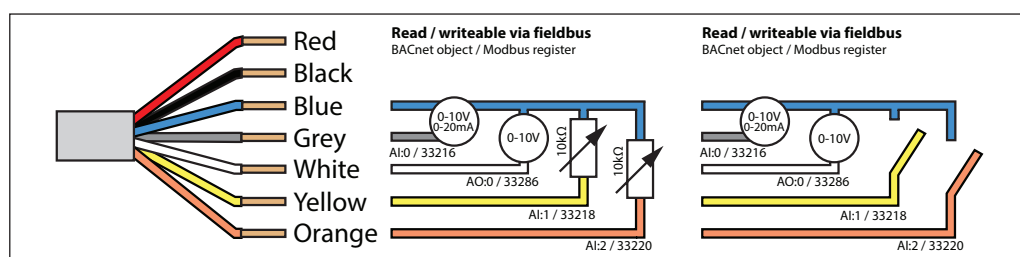 Red
Black
Blue
Grey
White
Yellow
Orange
Read / writeable via fieldbus
BACnet object / Modbus register
0-10V
0-20mA
0-10V
10kΩ
10kΩ
AI:0 / 33216
AO:0 / 33286
AI:1 / 33218
AI:2 / 33220
Read / writeable via fieldbus
BACnet object / Modbus register
0-10V
0-20mA
0-10V
AI:0 / 33216
AO:0 / 33286
AI:1 / 33218
AI:2 / 33220